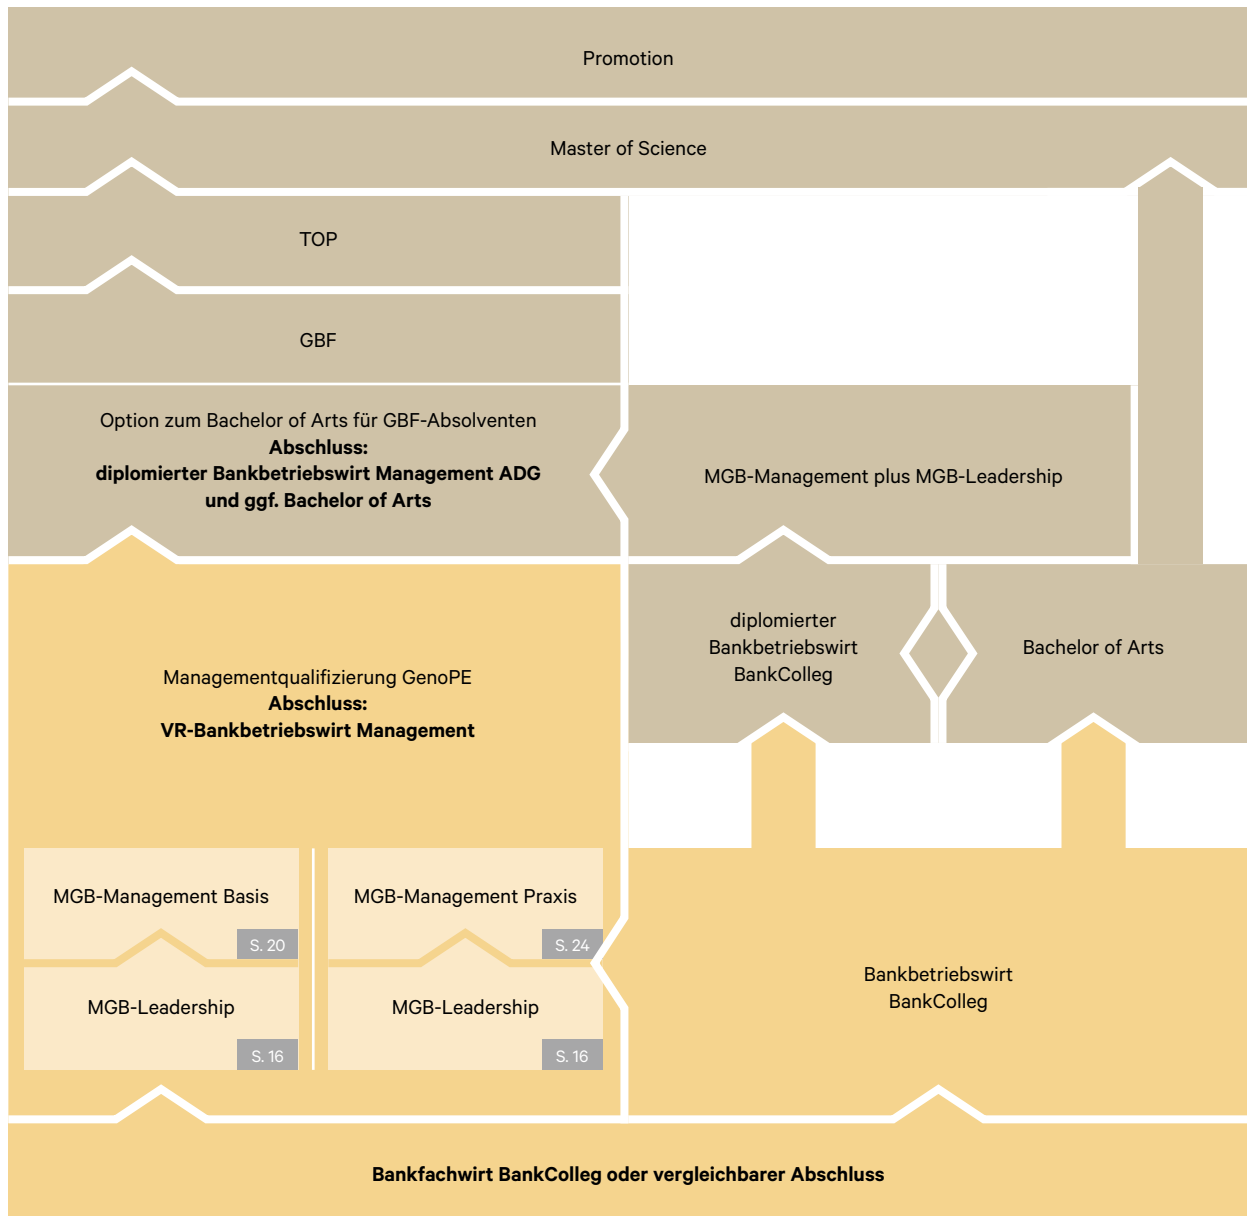 Promotion
Master of Science
TOP
GBF
Option zum Bachelor of Arts für GBF-Absolventen
Abschluss:
diplomierter Bankbetriebswirt Management ADG
und ggf. Bachelor of Arts
MGB-Management plus MGB-Leadership
diplomierter
Bankbetriebswirt
BankColleg
Bachelor of Arts
Managementqualifizierung GenoPE
Abschluss:
VR-Bankbetriebswirt Management
MGB-Management Basis
S. 20
MGB-Management Praxis
S. 24
MGB-Leadership
S. 16
MGB-Leadership
S. 16
Bankbetriebswirt
BankColleg
Bankfachwirt BankColleg oder vergleichbarer Abschluss